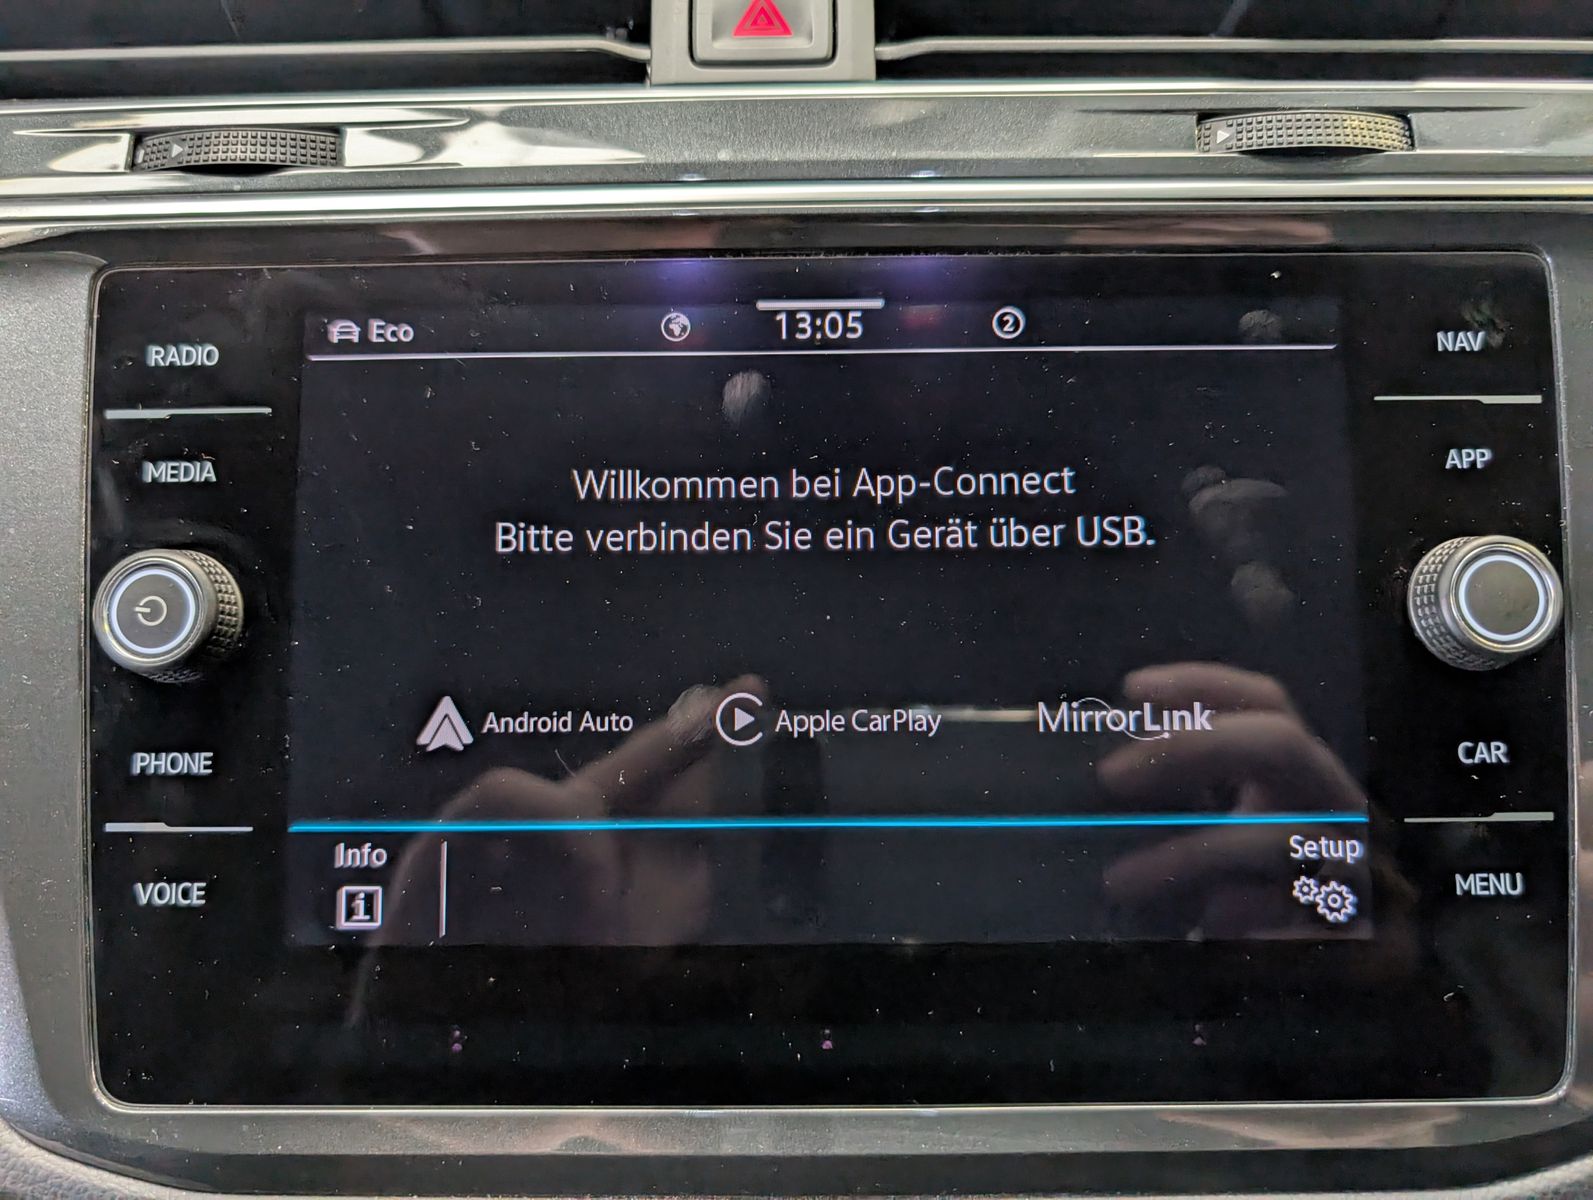 Eco
13:05
2
RADIO
NAV
MEDIA
APP
Willkommen bei App-Connect
Bitte verbinden Sie ein Gerät über USB.
Android Auto
Apple CarPlay
MirrorLink
PHONE
CAR
Info
i
Setup
VOICE
MENU